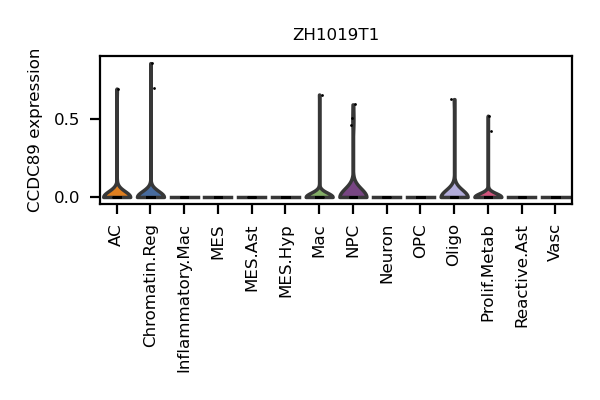 ZH1019T1
CCDC89 expression
0.5
0.0
AC
Chromatin.Reg
Inflammatory.Mac
MES
MES.Ast
MES.Hyp
Mac
NPC
Neuron
OPC
Oligo
Prolif.Metab
Reactive.Ast
Vasc